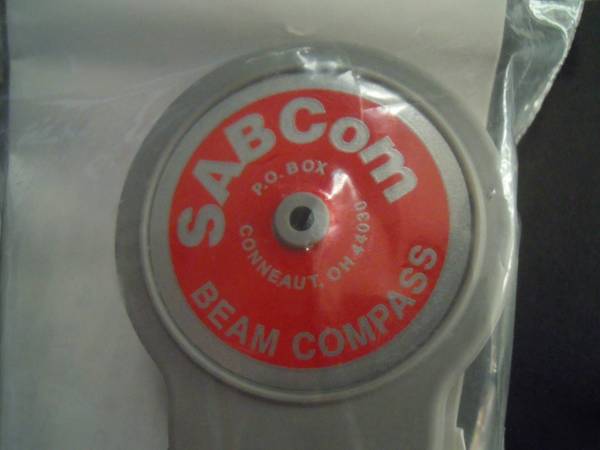 SABCom
P.O. BOX
CONNEAUT, OH 44030
BEAM COMPASS